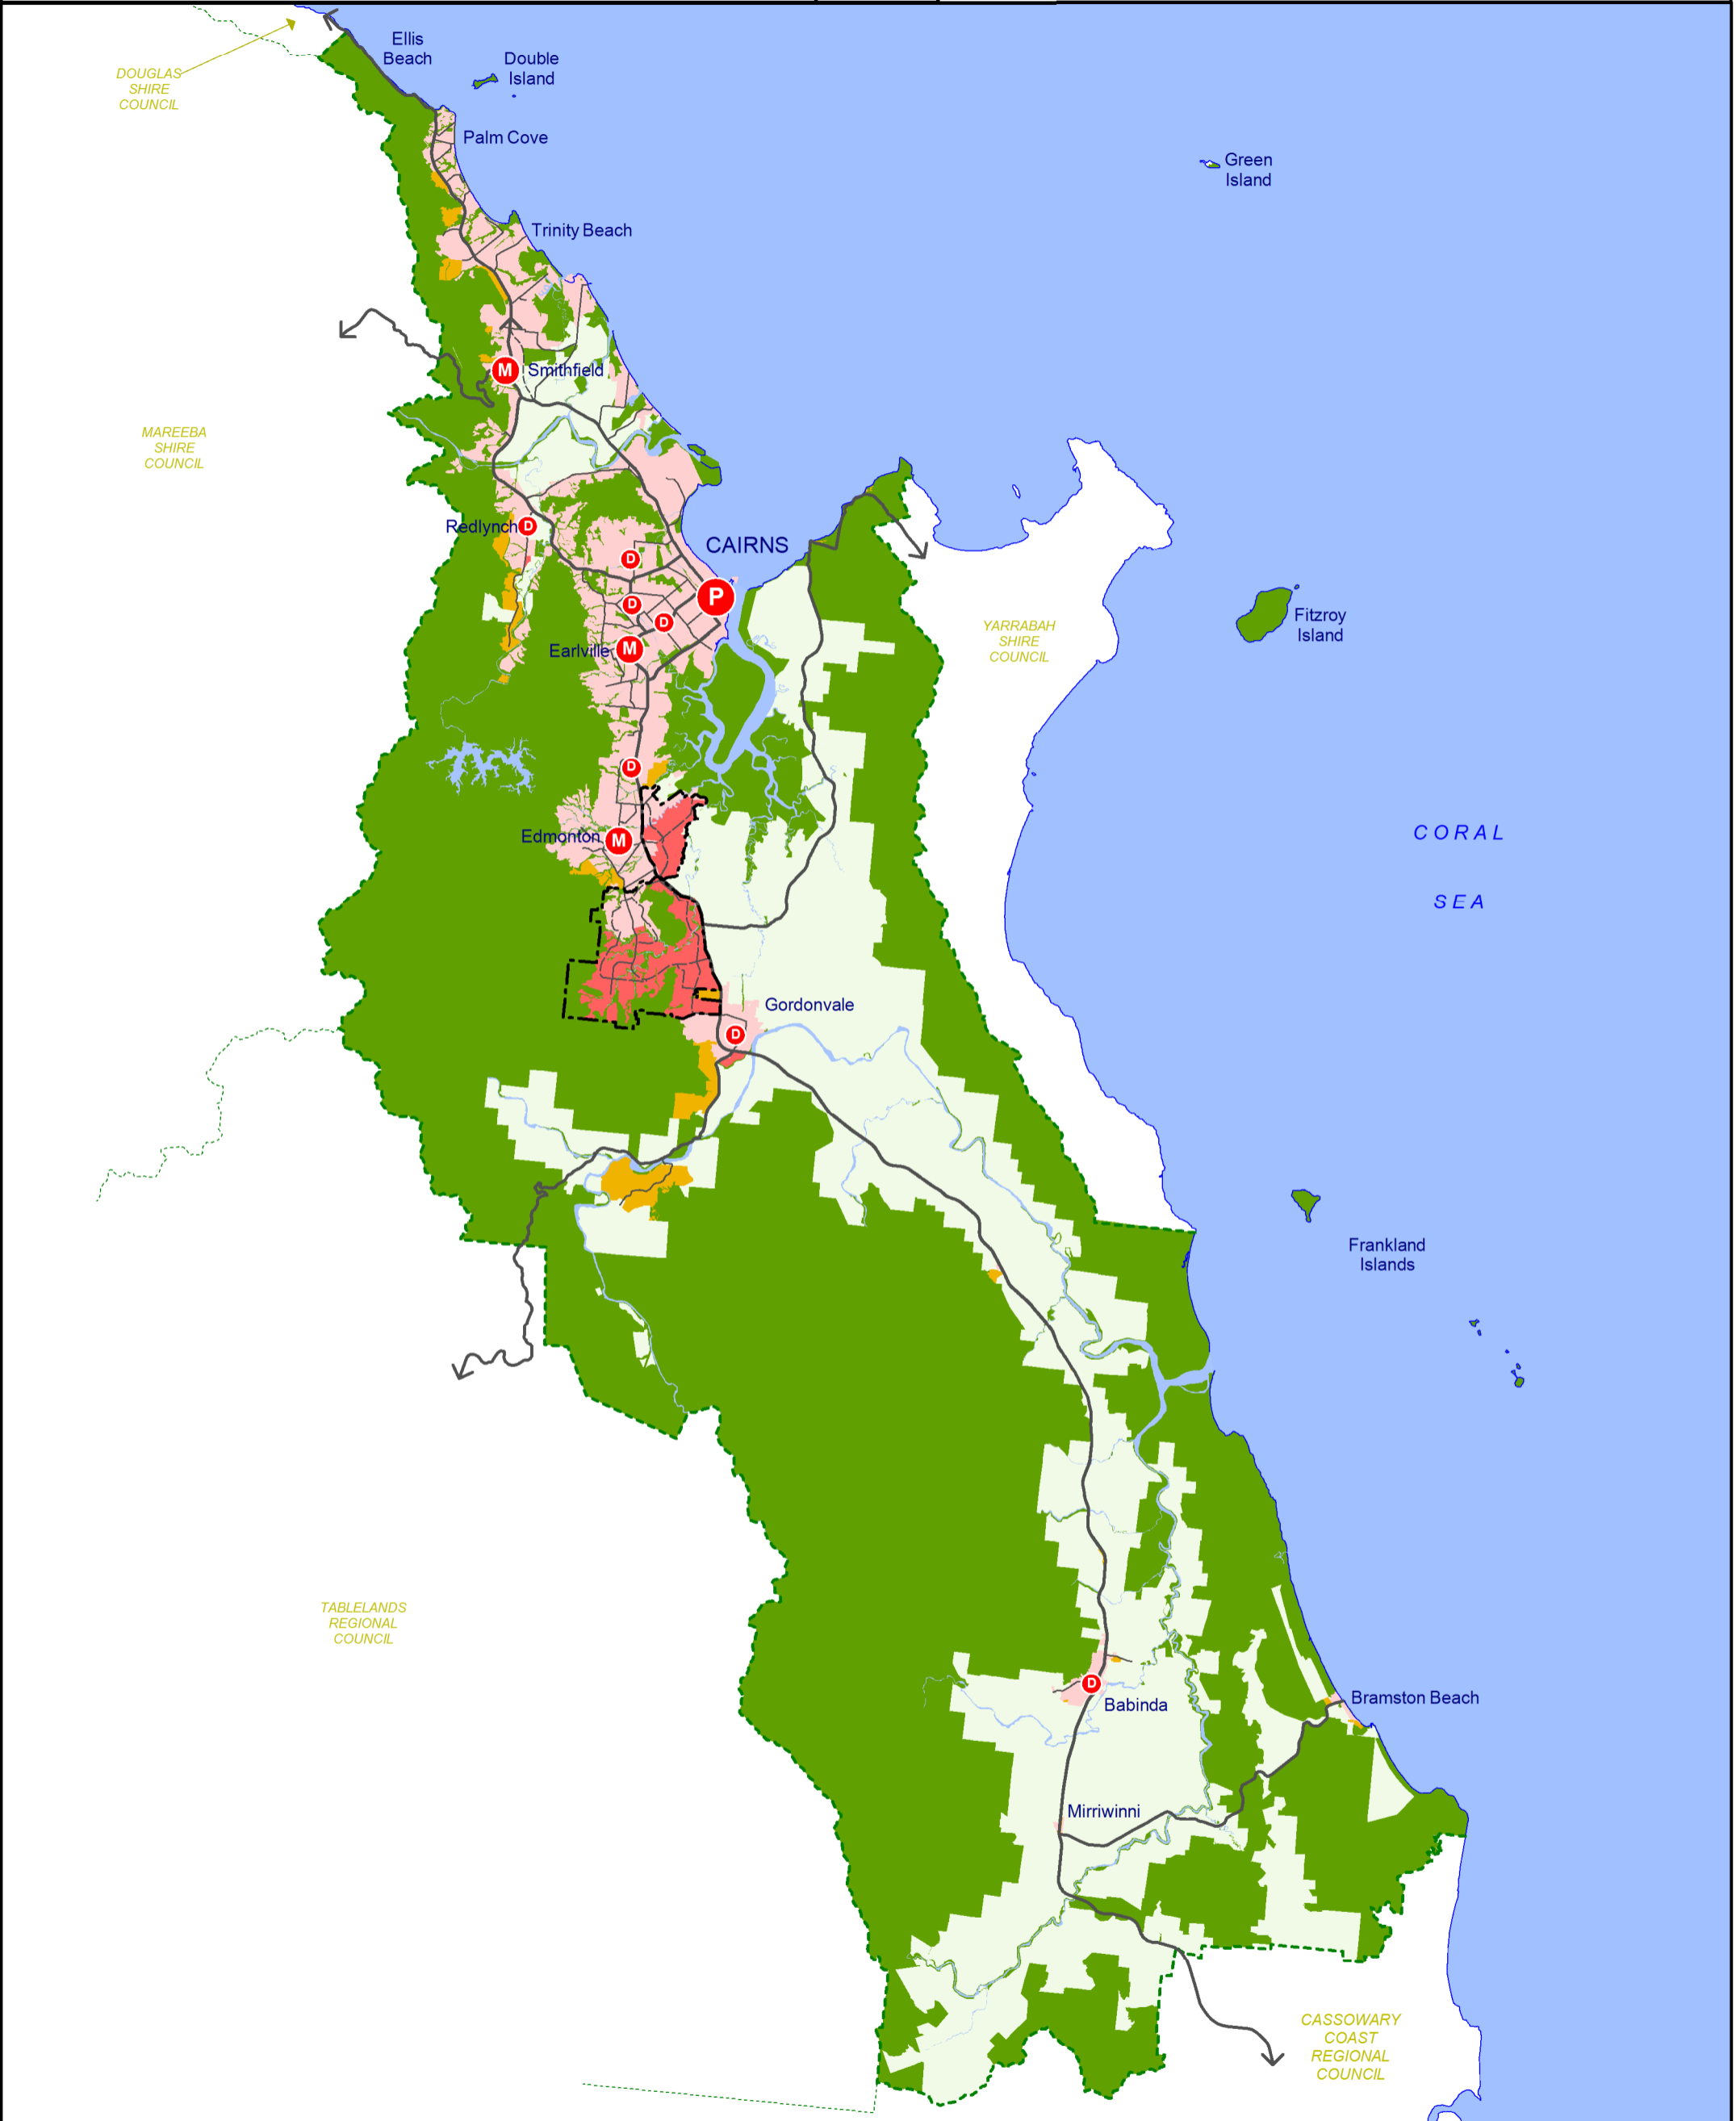 Ellis
Beach
Double
Island
DOUGLAS
SHIRE
COUNCIL
Palm Cove
Green
Island
Trinity Beach
M
Smithfield
MAREEBA
SHIRE
COUNCIL
Redlynch
D
CAIRNS
D
P
D
D
Fitzroy
Island
YARRABAH
SHIRE
COUNCIL
Earlville
M
D
Edmonton
M
CORAL
SEA
Gordonvale
D
Frankland
Islands
TABLELANDS
REGIONAL
COUNCIL
D
Babinda
Bramston Beach
Mirriwinni
CASSOWARY
COAST
REGIONAL
COUNCIL